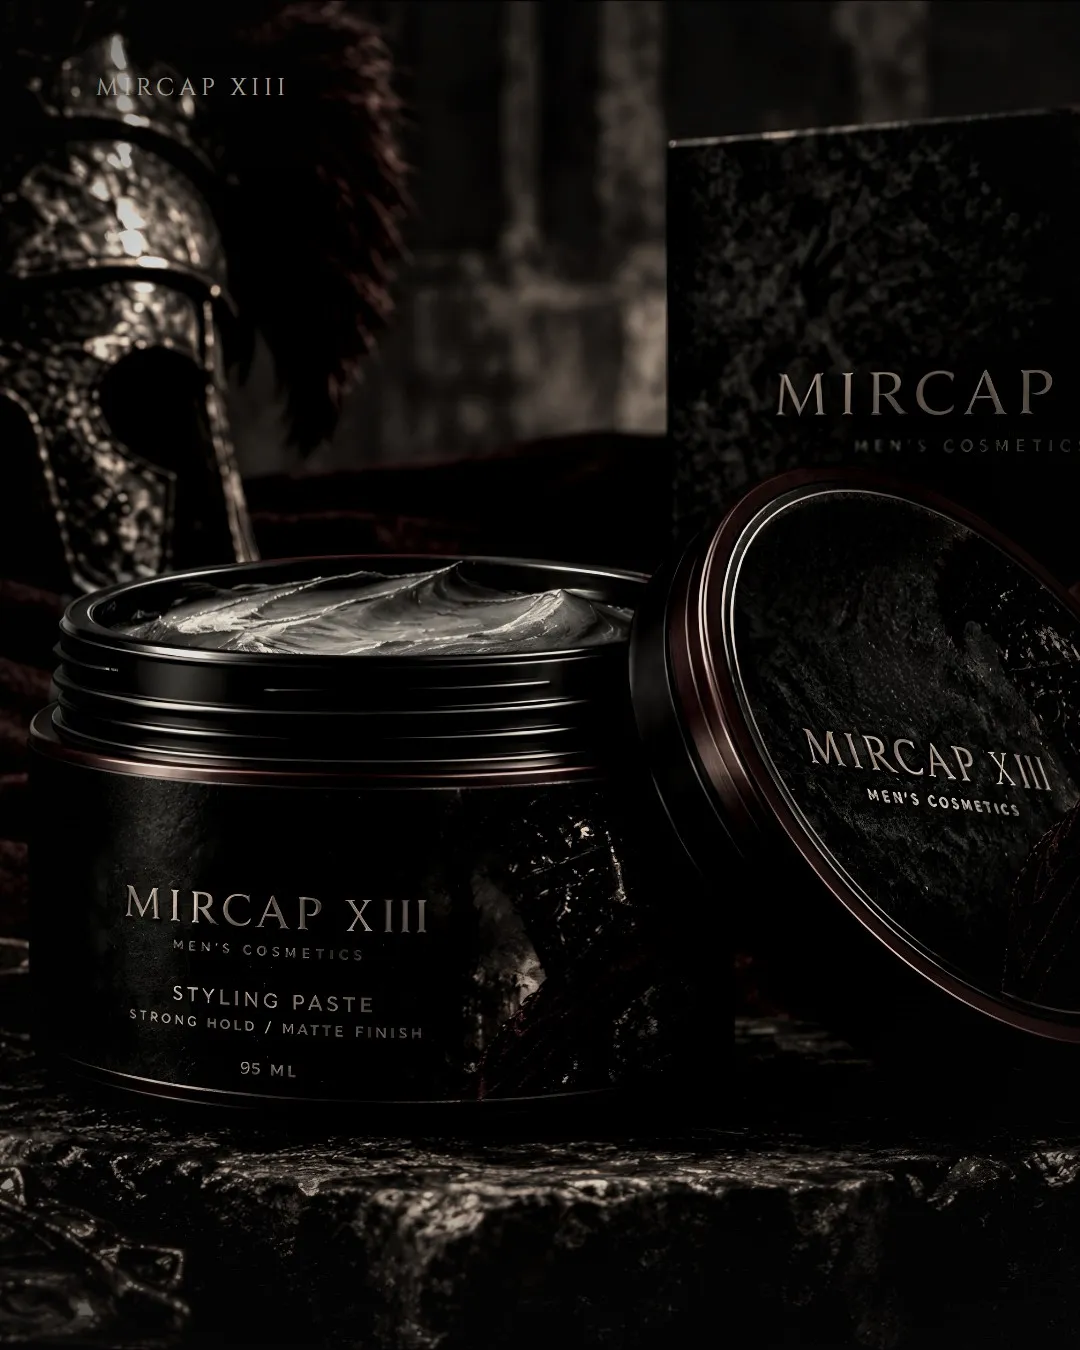 MIRCAP XIII
MIRCAP
MEN'S COSMETICS
MIRCAP XIII
MEN'S COSMETICS
MIRCAP XIII
MEN'S COSMETICS
STYLING PASTE
STRONG HOLD / MATTE FINISH
95 ML